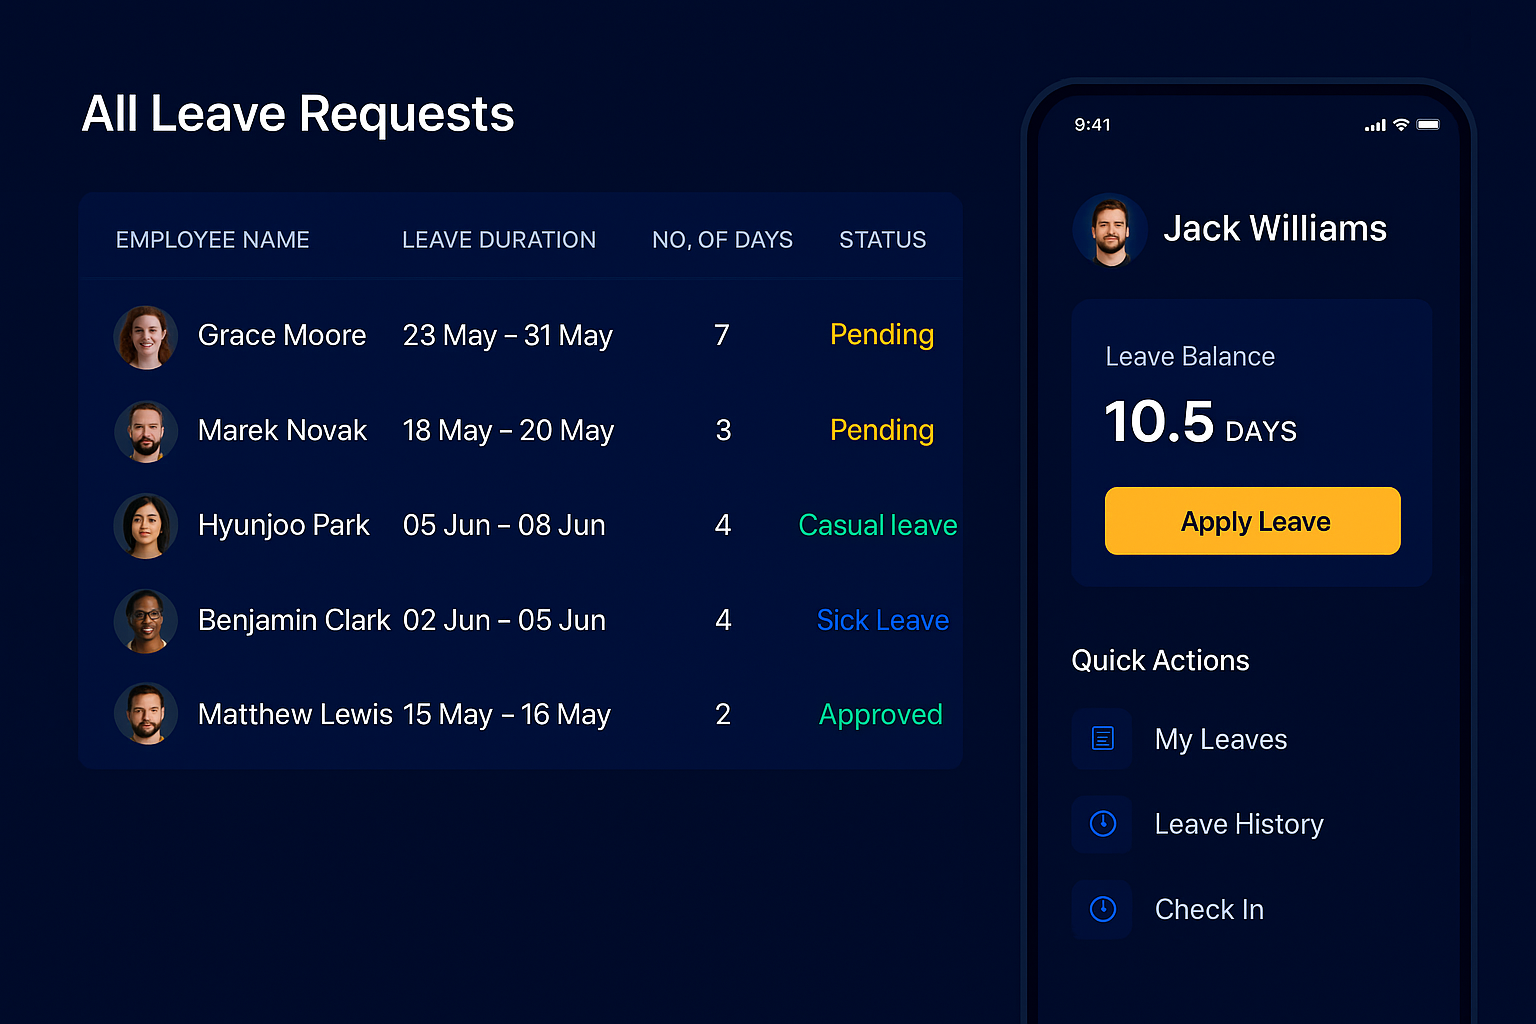 All Leave Requests
EMPLOYEE NAME LEAVE DURATION NO, OF DAYS STATUS
Grace Moore 23 May – 31 May 7 Pending
Marek Novak 18 May – 20 May 3 Pending
Hyunjoo Park 05 Jun – 08 Jun 4 Casual leave
Benjamin Clark 02 Jun – 05 Jun 4 Sick Leave
Matthew Lewis 15 May – 16 May 2 Approved
9:41
Jack Williams
Leave Balance
10.5 DAYS
Apply Leave
Quick Actions
My Leaves
Leave History
Check In